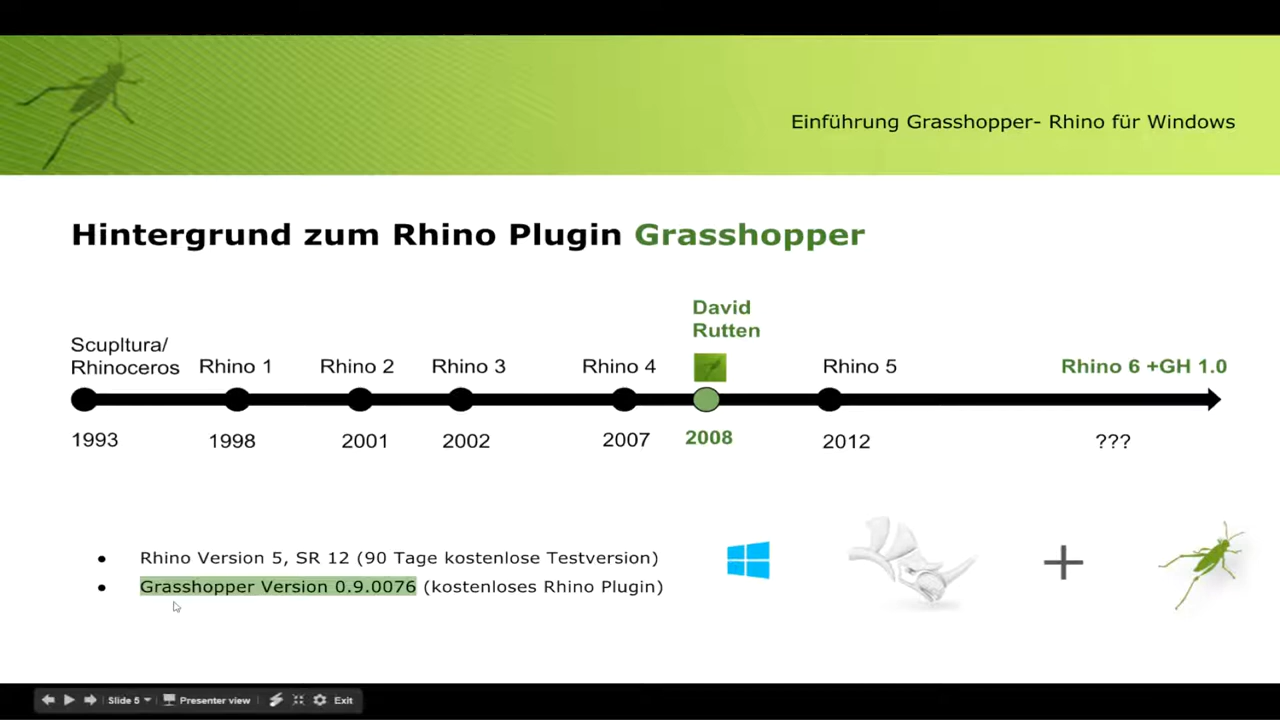 Einführung Grasshopper- Rhino für Windows
Hintergrund zum Rhino Plugin Grasshopper
David
Rutten
Scupltura/
Rhinoceros
Rhino 1
Rhino 2
Rhino 3
Rhino 4
Rhino 5
Rhino 6 +GH 1.0
1993
1998
2001
2002
2007
2008
2012
???
• Rhino Version 5, SR 12 (90 Tage kostenlose Testversion)
• Grasshopper Version 0.9.0076 (kostenloses Rhino Plugin)
Slide 5
Presenter view
Exit